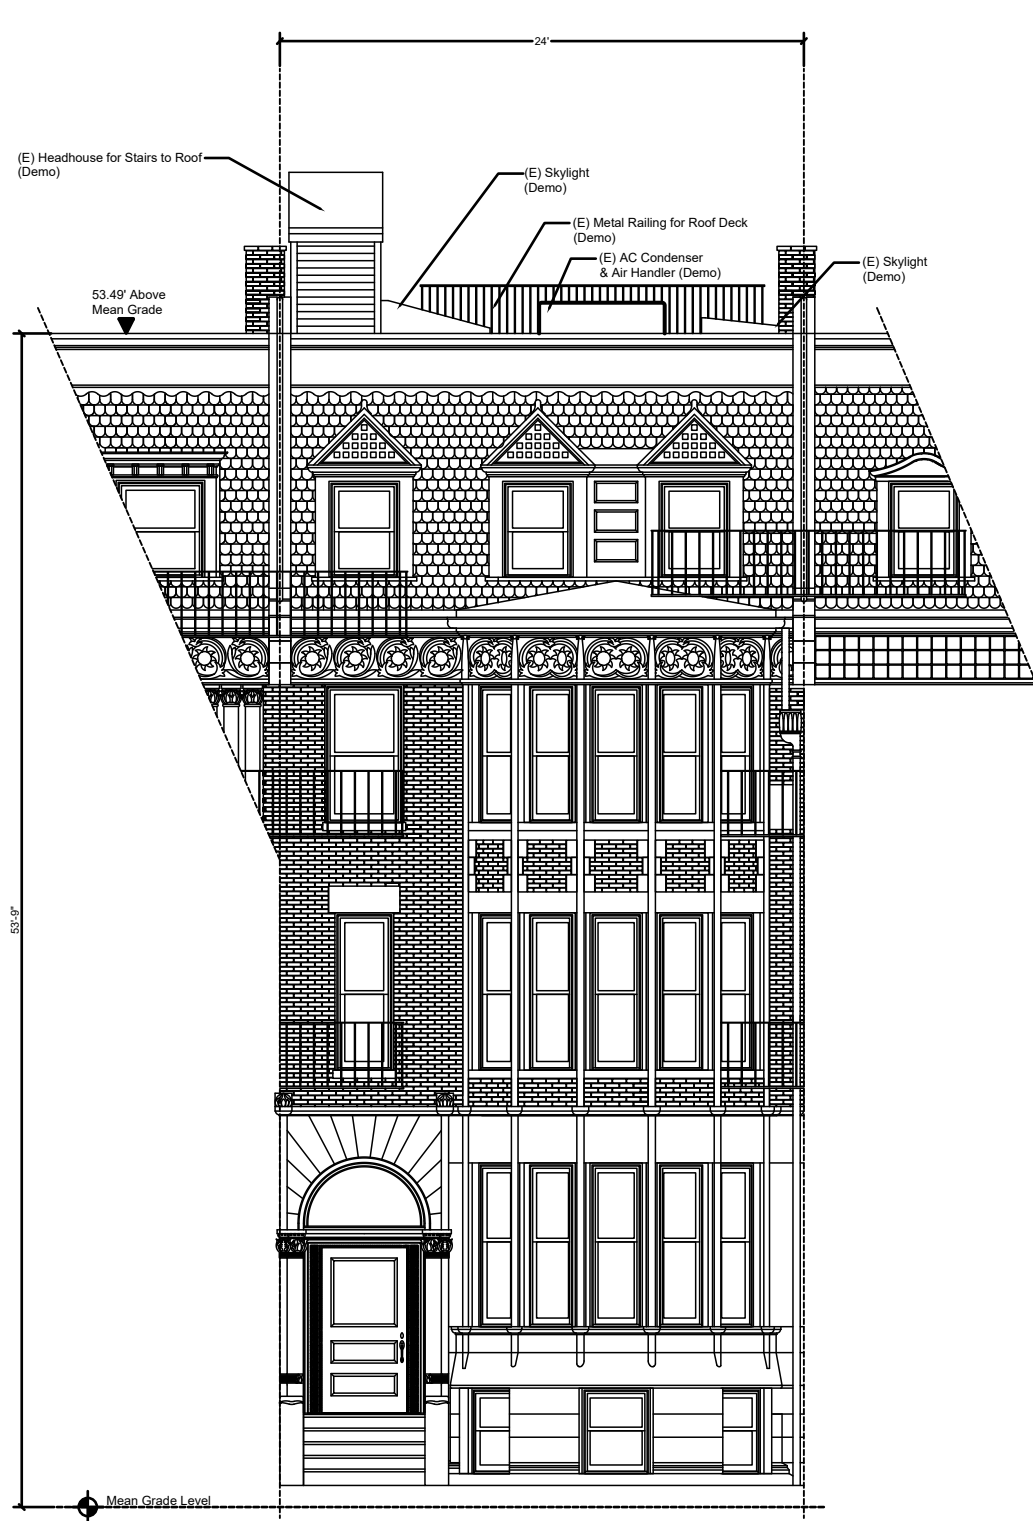 24'
(E) Headhouse for Stairs to Roof
(Demo)
(E) Skylight
(Demo)
(E) Metal Railing for Roof Deck
(Demo)
(E) AC Condenser
& Air Handler (Demo)
(E) Skylight
(Demo)
53.49' Above
Mean Grade
53'-9"
Mean Grade Level